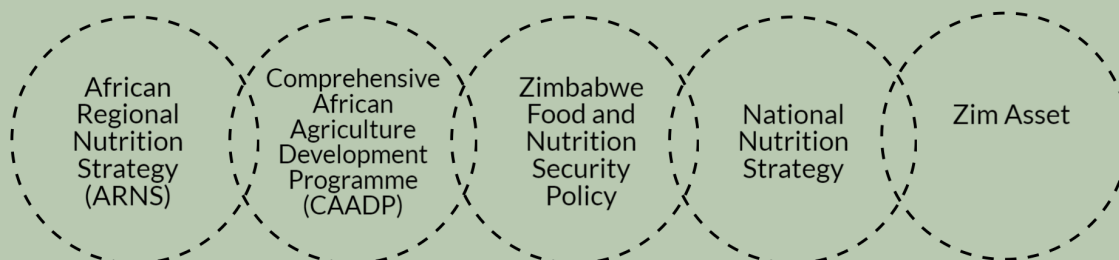 African
Regional
Nutrition
Strategy
(ARNS)
Comprehensive
African
Agriculture
Development
Programme
(CAADP)
Zimbabwe
Food and
Nutrition
Security
Policy
National
Nutrition
Strategy
Zim Asset